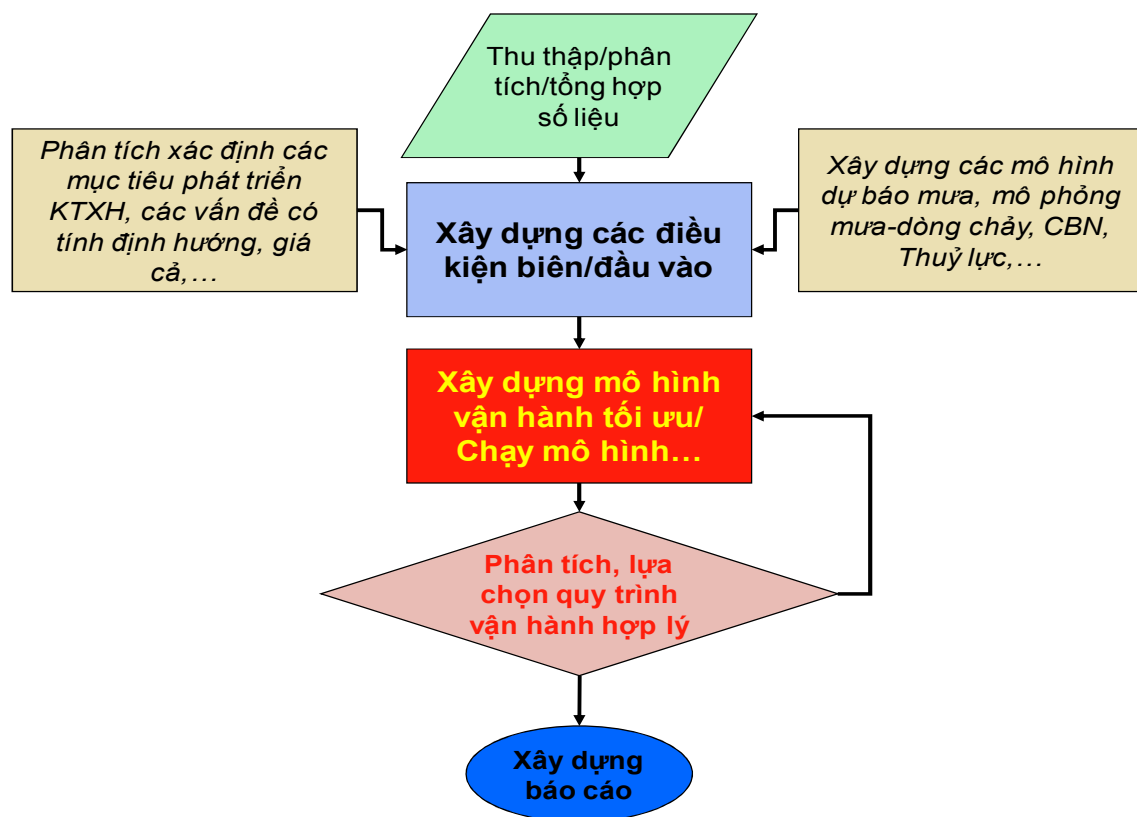 Thu thập/phân
tích/tổng hợp
số liệu
Phân tích xác định các
mục tiêu phát triển
KTXH, các vấn đề có
tính định hướng, giá
cả,…
Xây dựng các điều
kiện biên/đầu vào
Xây dựng các mô hình
dự báo mưa, mô phỏng
mưa-dòng chảy, CBN,
Thuỷ lực,…
Xây dựng mô hình
vận hành tối ưu/
Chạy mô hình…
Phân tích, lựa
chọn quy trình
vận hành hợp lý
Xây dựng
báo cáo